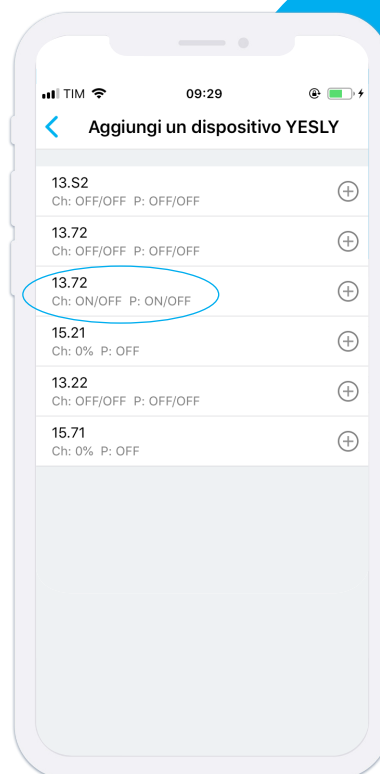 TIM 09:29
Aggiungi un dispositivo YESLY
13.S2
Ch: OFF/OFF P: OFF/OFF
13.72
Ch: OFF/OFF P: OFF/OFF
13.72
Ch: ON/OFF P: ON/OFF
15.21
Ch: 0% P: OFF
13.22
Ch: OFF/OFF P: OFF/OFF
15.71
Ch: 0% P: OFF